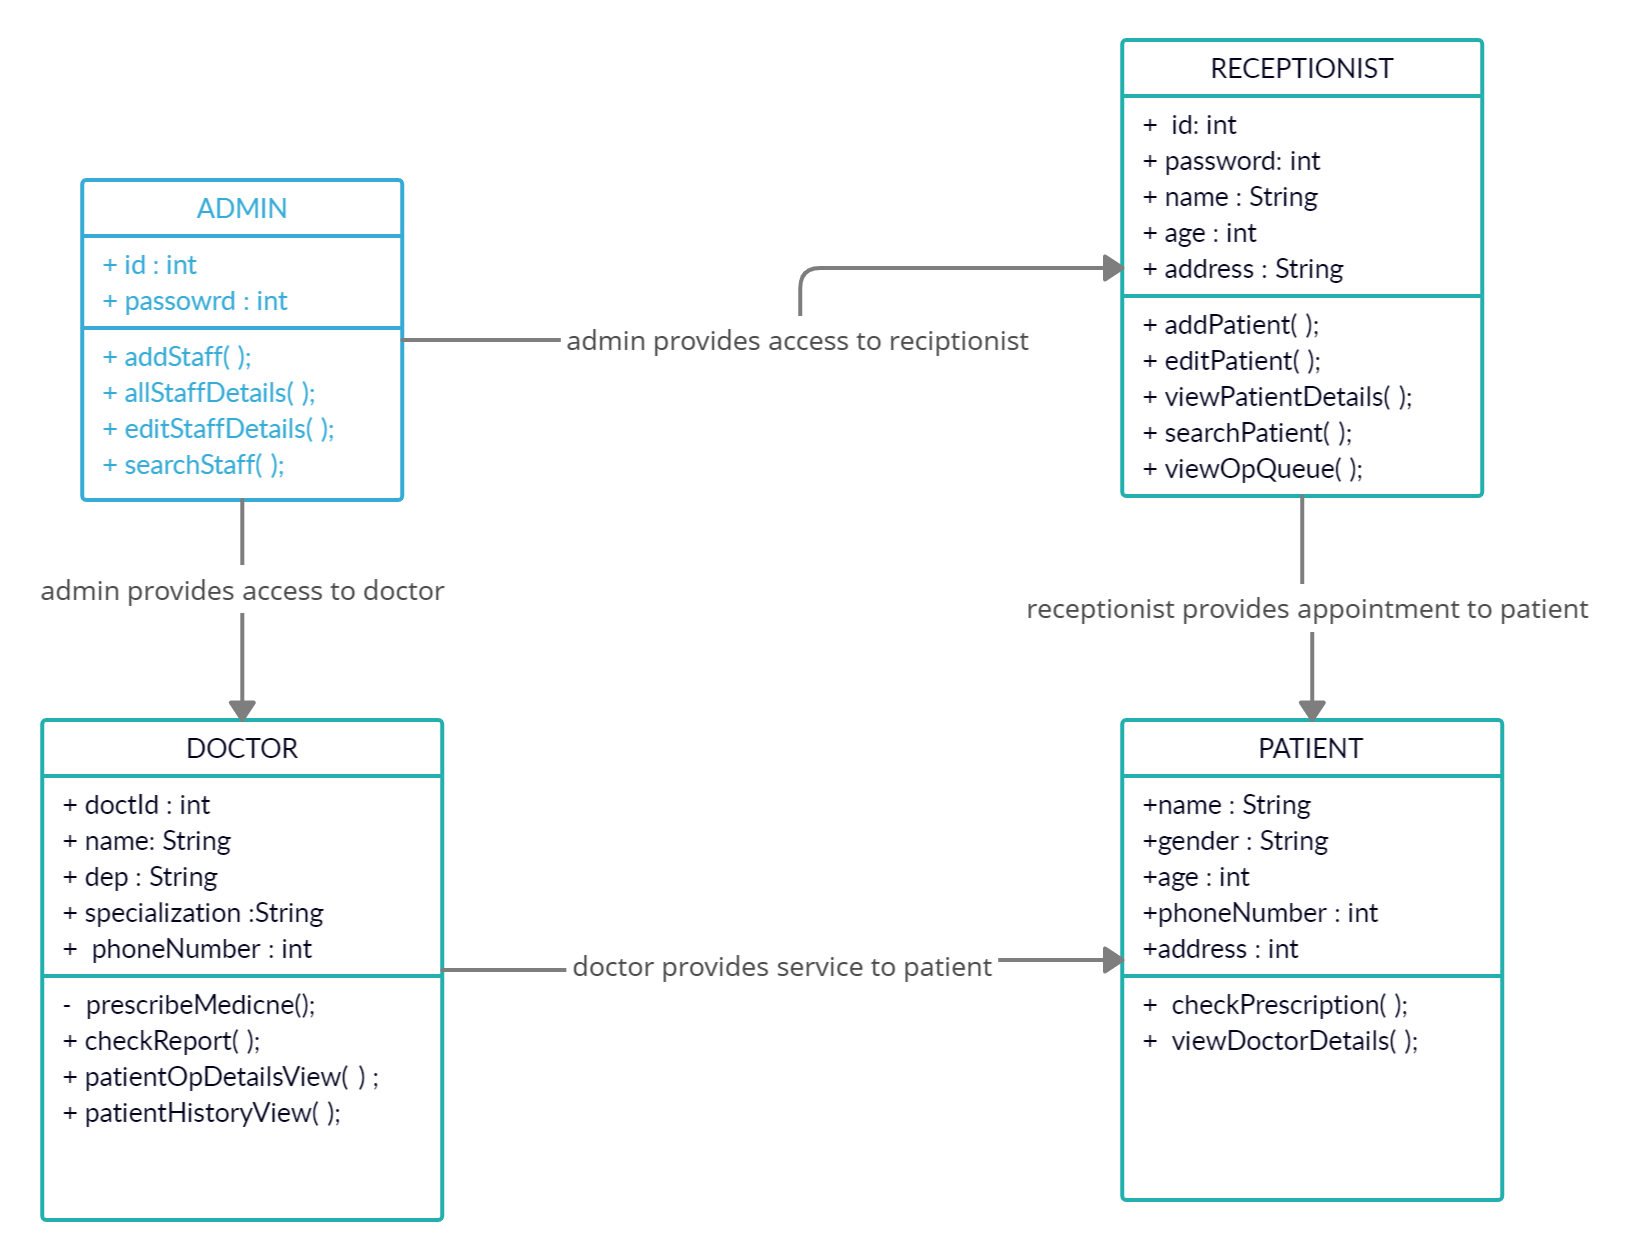 ADMIN
+ id : int
+ passowrd : int
+ addStaff( );
+ allStaffDetails( );
+ editStaffDetails( );
+ searchStaff( );
admin provides access to reciptionist
RECEPTIONIST
+  id: int
+ password: int
+ name : String
+ age : int
+ address : String
+ addPatient( );
+ editPatient( );
+ viewPatientDetails( );
+ searchPatient( );
+ viewOpQueue( );
admin provides access to doctor
receptionist provides appointment to patient
DOCTOR
+ doctId : int
+ name: String
+ dep : String
+ specialization :String
+  phoneNumber : int
-  prescribeMedicne();
+ checkReport( );
+ patientOpDetailsView( ) ;
+ patientHistoryView( );
doctor provides service to patient
PATIENT
+name : String
+gender : String
+age : int
+phoneNumber : int
+address : int
+  checkPrescription( );
+  viewDoctorDetails( );